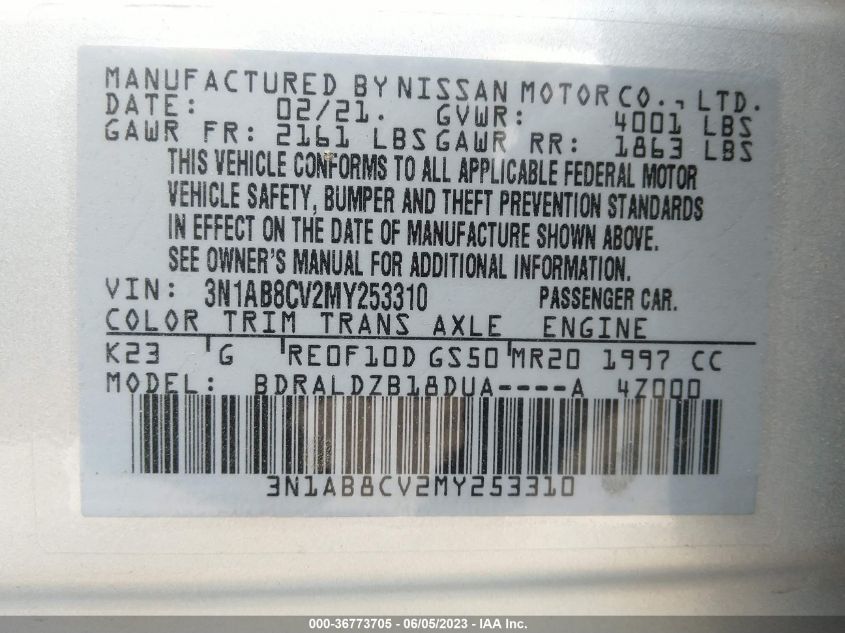 MANUFACTURED BY NISSAN MOTOR CO., LTD.
DATE: 02/21. GVWR: 4001 LBS
GAWR FR: 2161 LBS GAWR RR: 1863 LBS
THIS VEHICLE CONFORMS TO ALL APPLICABLE FEDERAL MOTOR
VEHICLE SAFETY, BUMPER AND THEFT PREVENTION STANDARDS
IN EFFECT ON THE DATE OF MANUFACTURE SHOWN ABOVE.
SEE OWNER'S MANUAL FOR ADDITIONAL INFORMATION.
VIN: 3N1AB8CV2MY253310 PASSENGER CAR.
COLOR TRIM TRANS AXLE ENGINE
K23 G RE0F10D GS50 MR20 1997 CC
MODEL: BDRALDZB18DUA----A 4Z000
3N1AB8CV2MY253310
000-36773705 - 06/05/2023 - IAA Inc.